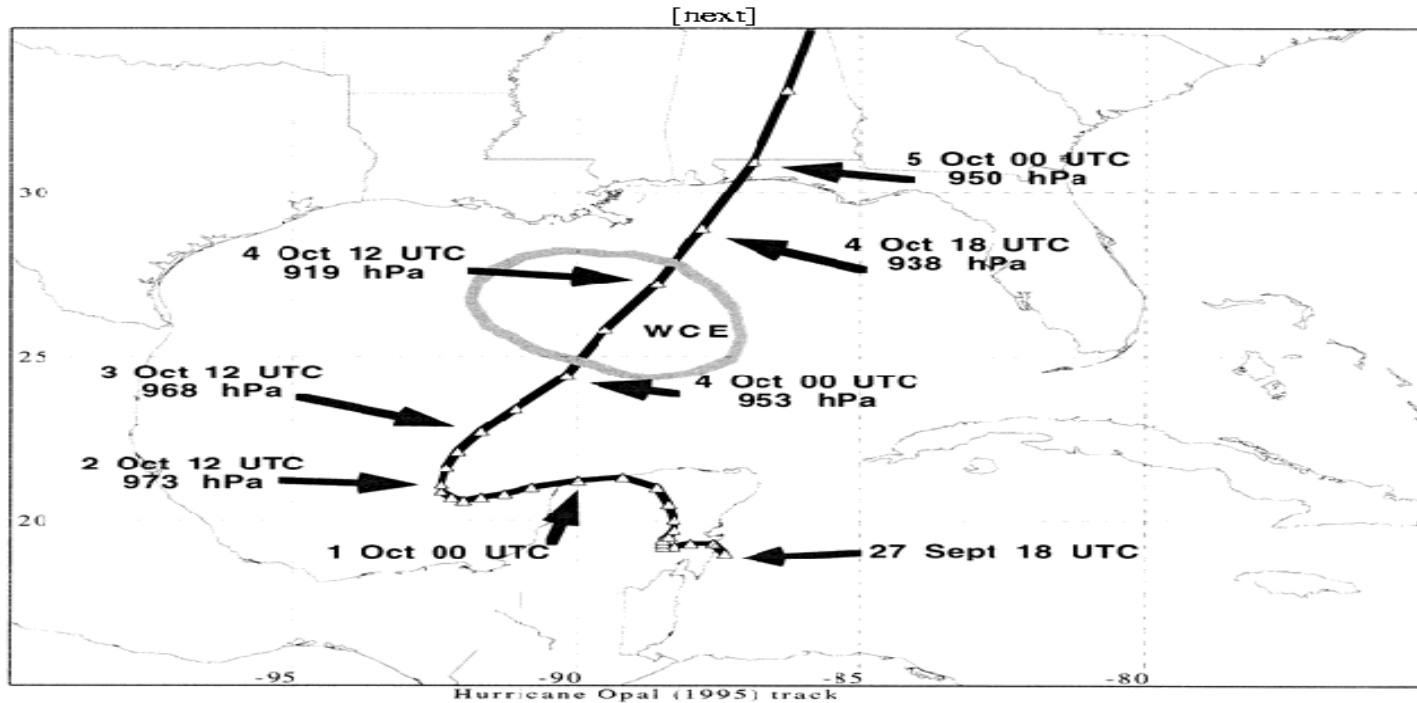 [next]
5 Oct 00 UTC
950 hPa
30
4 Oct 12 UTC
919 hPa
4 Oct 18 UTC
938 hPa
WCE
25
3 Oct 12 UTC
968 hPa
4 Oct 00 UTC
953 hPa
2 Oct 12 UTC
973 hPa
20
1 Oct 00 UTC
27 Sept 18 UTC
-95
-90
-85
-80
Hurricane Opal (1995) track